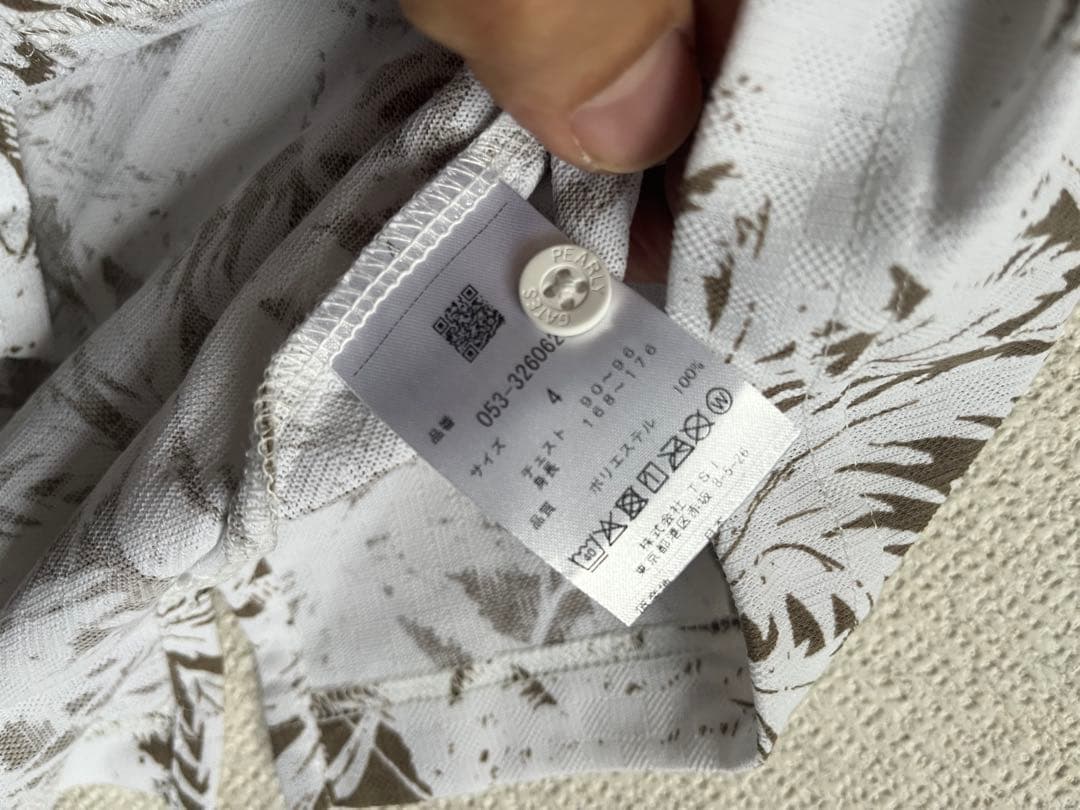 PEARLY
GATES
品番 053-326062
サイズ 4
チェスト 90~96
身長 168~176
品質 ポリエステル 100%
40
W
株式会社 TSI
東京都港区赤坂 8-5-26